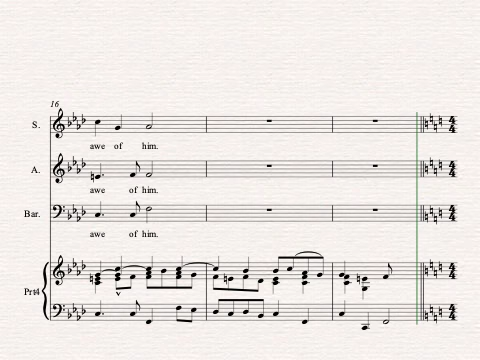 16
S.
awe of him.
A.
awe of him.
Bar.
awe of him.
Prt4